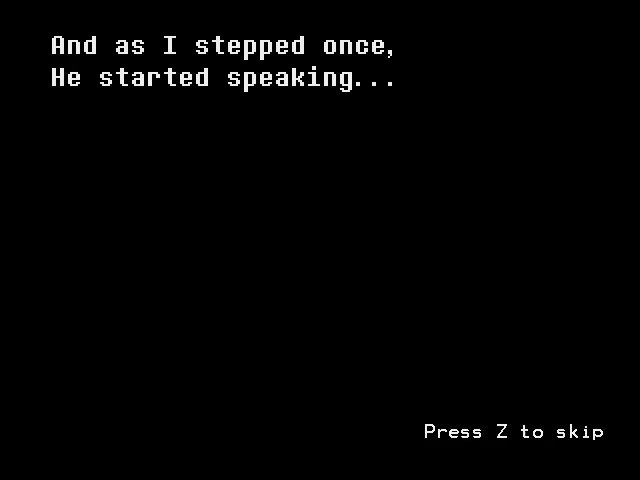 And as I stepped once,
He started speaking...
Press Z to skip